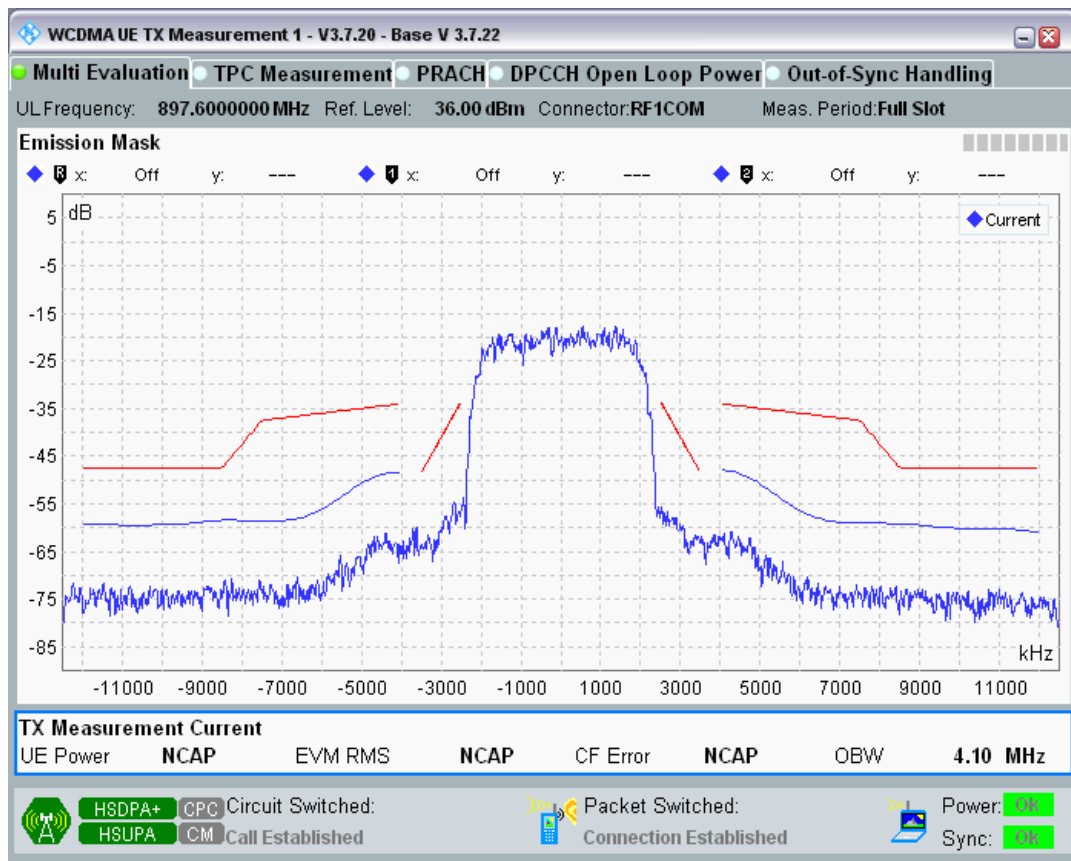 WCDMA UE TX Measurement 1 - V3.7.20 - Base V 3.7.22
Multi Evaluation TPC Measurement PRACH DPCCH Open Loop Power Out-of-Sync Handling
UL Frequency: 897.6000000 MHz Ref. Level: 36.00 dBm Connector: RF1COM Meas. Period: Full Slot
Emission Mask
R x: Off y: --- 1 x: Off y: --- 2 x: Off y: ---
dB
Current
5
-5
-15
-25
-35
-45
-55
-65
-75
-85
kHz
-11000 -9000 -7000 -5000 -3000 -1000 1000 3000 5000 7000 9000 11000
TX Measurement Current
UE Power NCAP EVM RMS NCAP CF Error NCAP OBW 4.10 MHz
HSDPA+ CPC Circuit Switched: Packet Switched: Power: OK
HSUPA CM Call Established Connection Established Sync: OK